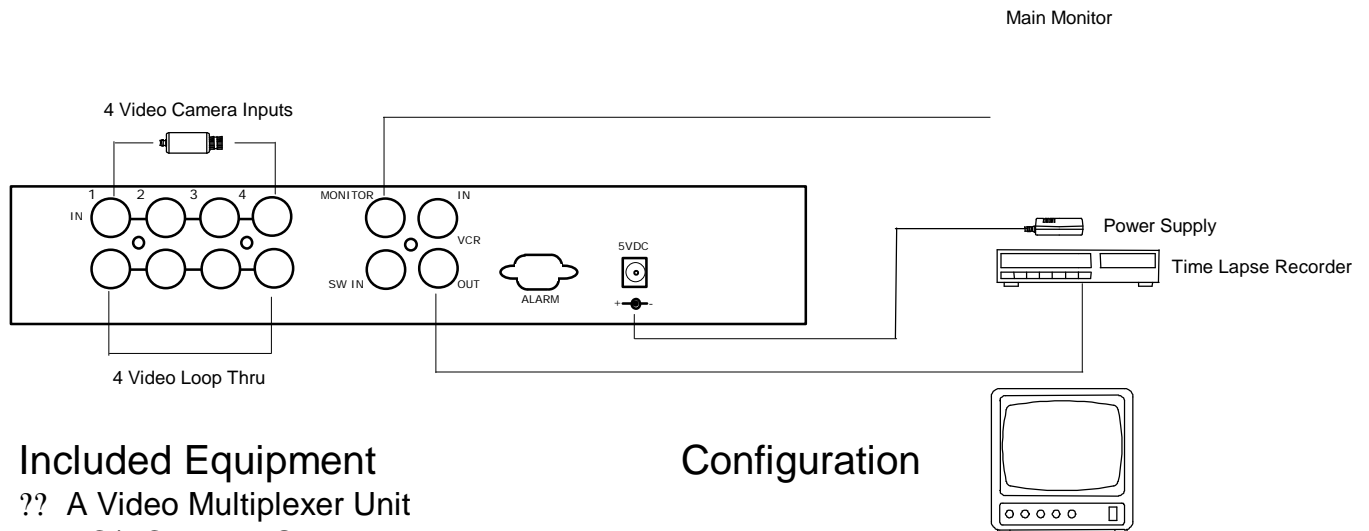 Main Monitor
4 Video Camera Inputs
1 2 3 4
IN
MONITOR
IN
VCR
SW IN
OUT
ALARM
5VDC
+ -
Power Supply
Time Lapse Recorder
4 Video Loop Thru
Included Equipment
Configuration
?? A Video Multiplexer Unit